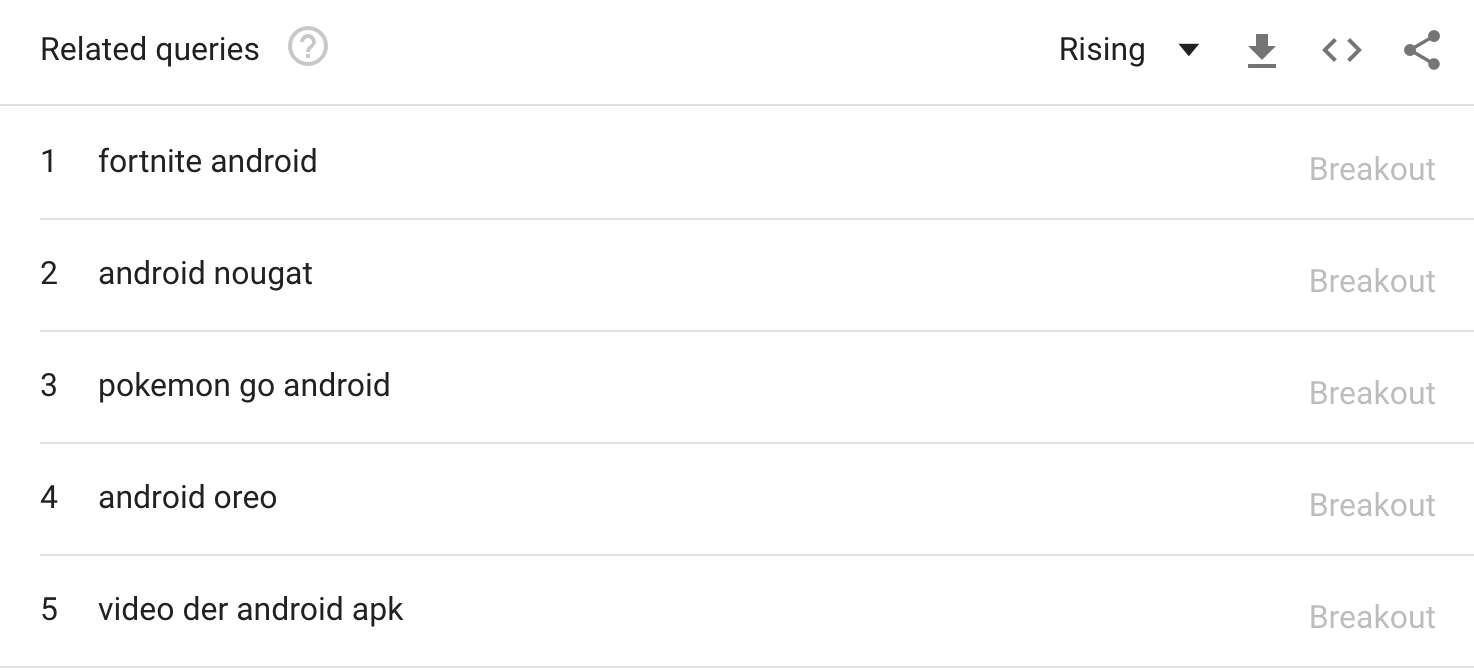 Related queries ? Rising
1 fortnite android Breakout
2 android nougat Breakout
3 pokemon go android Breakout
4 android oreo Breakout
5 video der android apk Breakout